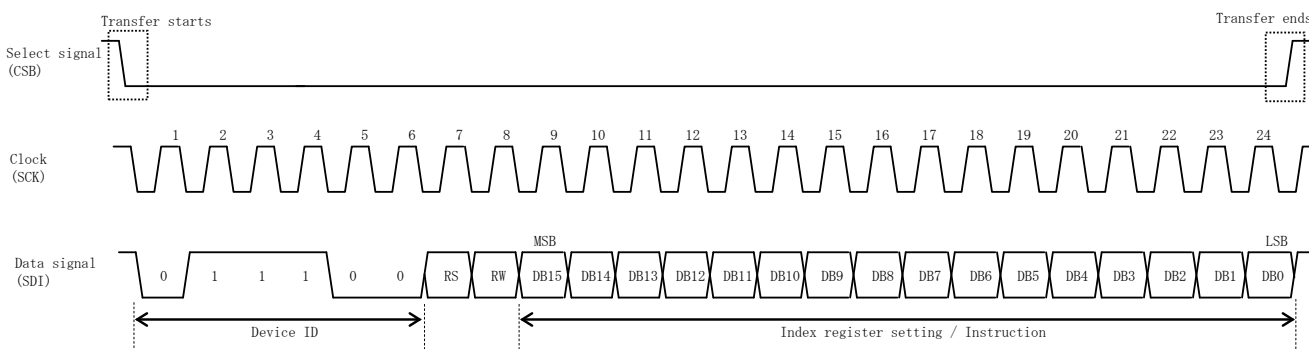 Transfer starts
Transfer ends
Select signal
(CSB)
1 2 3 4 5 6 7 8 9 10 11 12 13 14 15 16 17 18 19 20 21 22 23 24
Clock
(SCK)
MSB LSB
Data signal
(SDI)
0 1 1 1 0 0 RS RW DB15 DB14 DB13 DB12 DB11 DB10 DB9 DB8 DB7 DB6 DB5 DB4 DB3 DB2 DB1 DB0
Device ID
Index register setting / Instruction